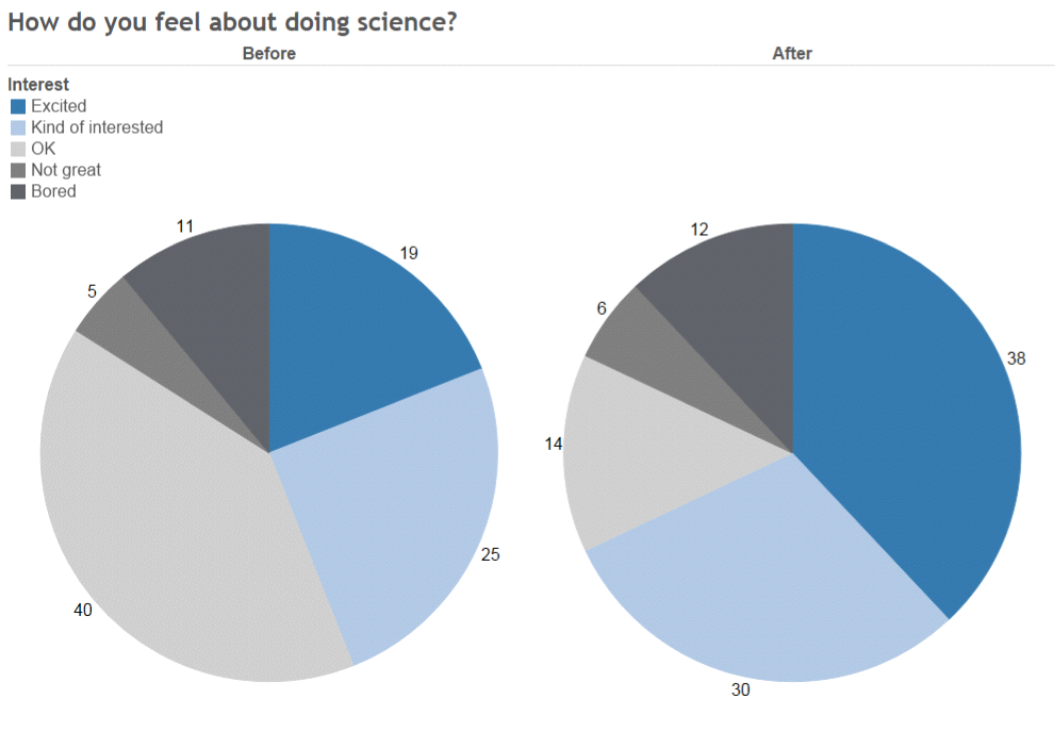 How do you feel about doing science?
Before
After
Interest
Excited
Kind of interested
OK
Not great
Bored
11
19
5
25
40
12
6
38
14
30